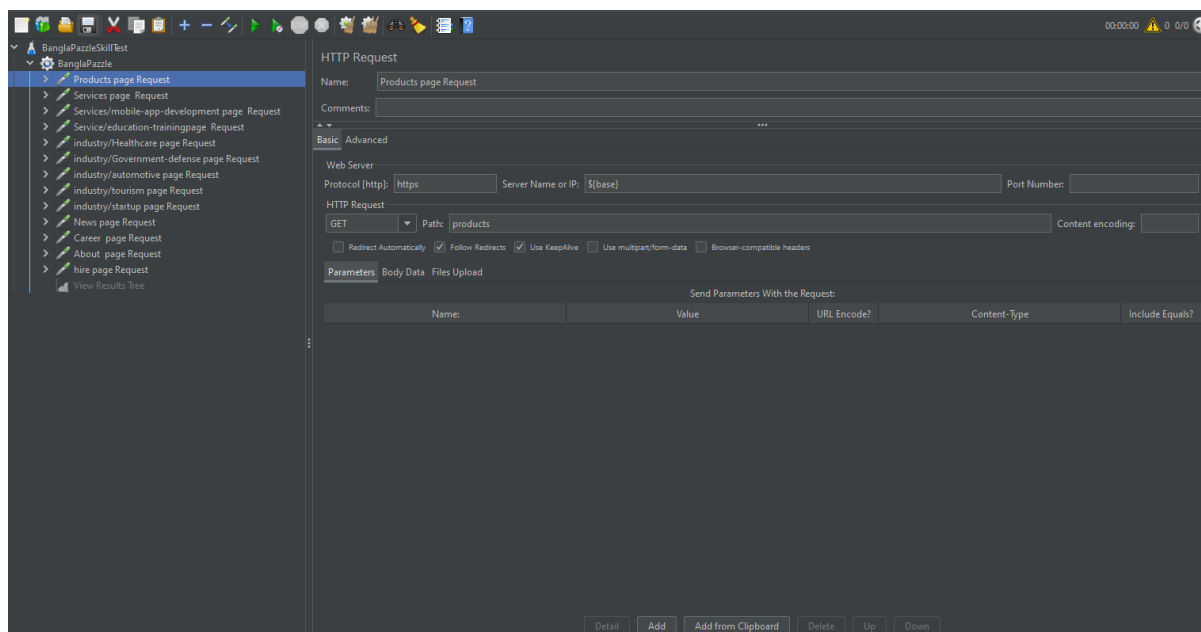 00:00:00 0 0/0
BanglaPazzleSkillTest
BanglaPazzle
Products page Request
Services page Request
Services/mobile-app-development page Request
Service/education-trainingpage Request
industry/Healthcare page Request
industry/Government-defense page Request
industry/automotive page Request
industry/tourism page Request
industry/startup page Request
News page Request
Career page Request
About page Request
hire page Request
View Results Tree
HTTP Request
Name: Products page Request
Comments:
Basic Advanced
Web Server
Protocol [http]: https Server Name or IP: ${base} Port Number:
HTTP Request
GET Path: products Content encoding:
Redirect Automatically Follow Redirects Use KeepAlive Use multipart/form-data Browser-compatible headers
Parameters Body Data Files Upload
Send Parameters With the Request:
Name: Value URL Encode? Content-Type Include Equals?
Detail Add Add from Clipboard Delete Up Down